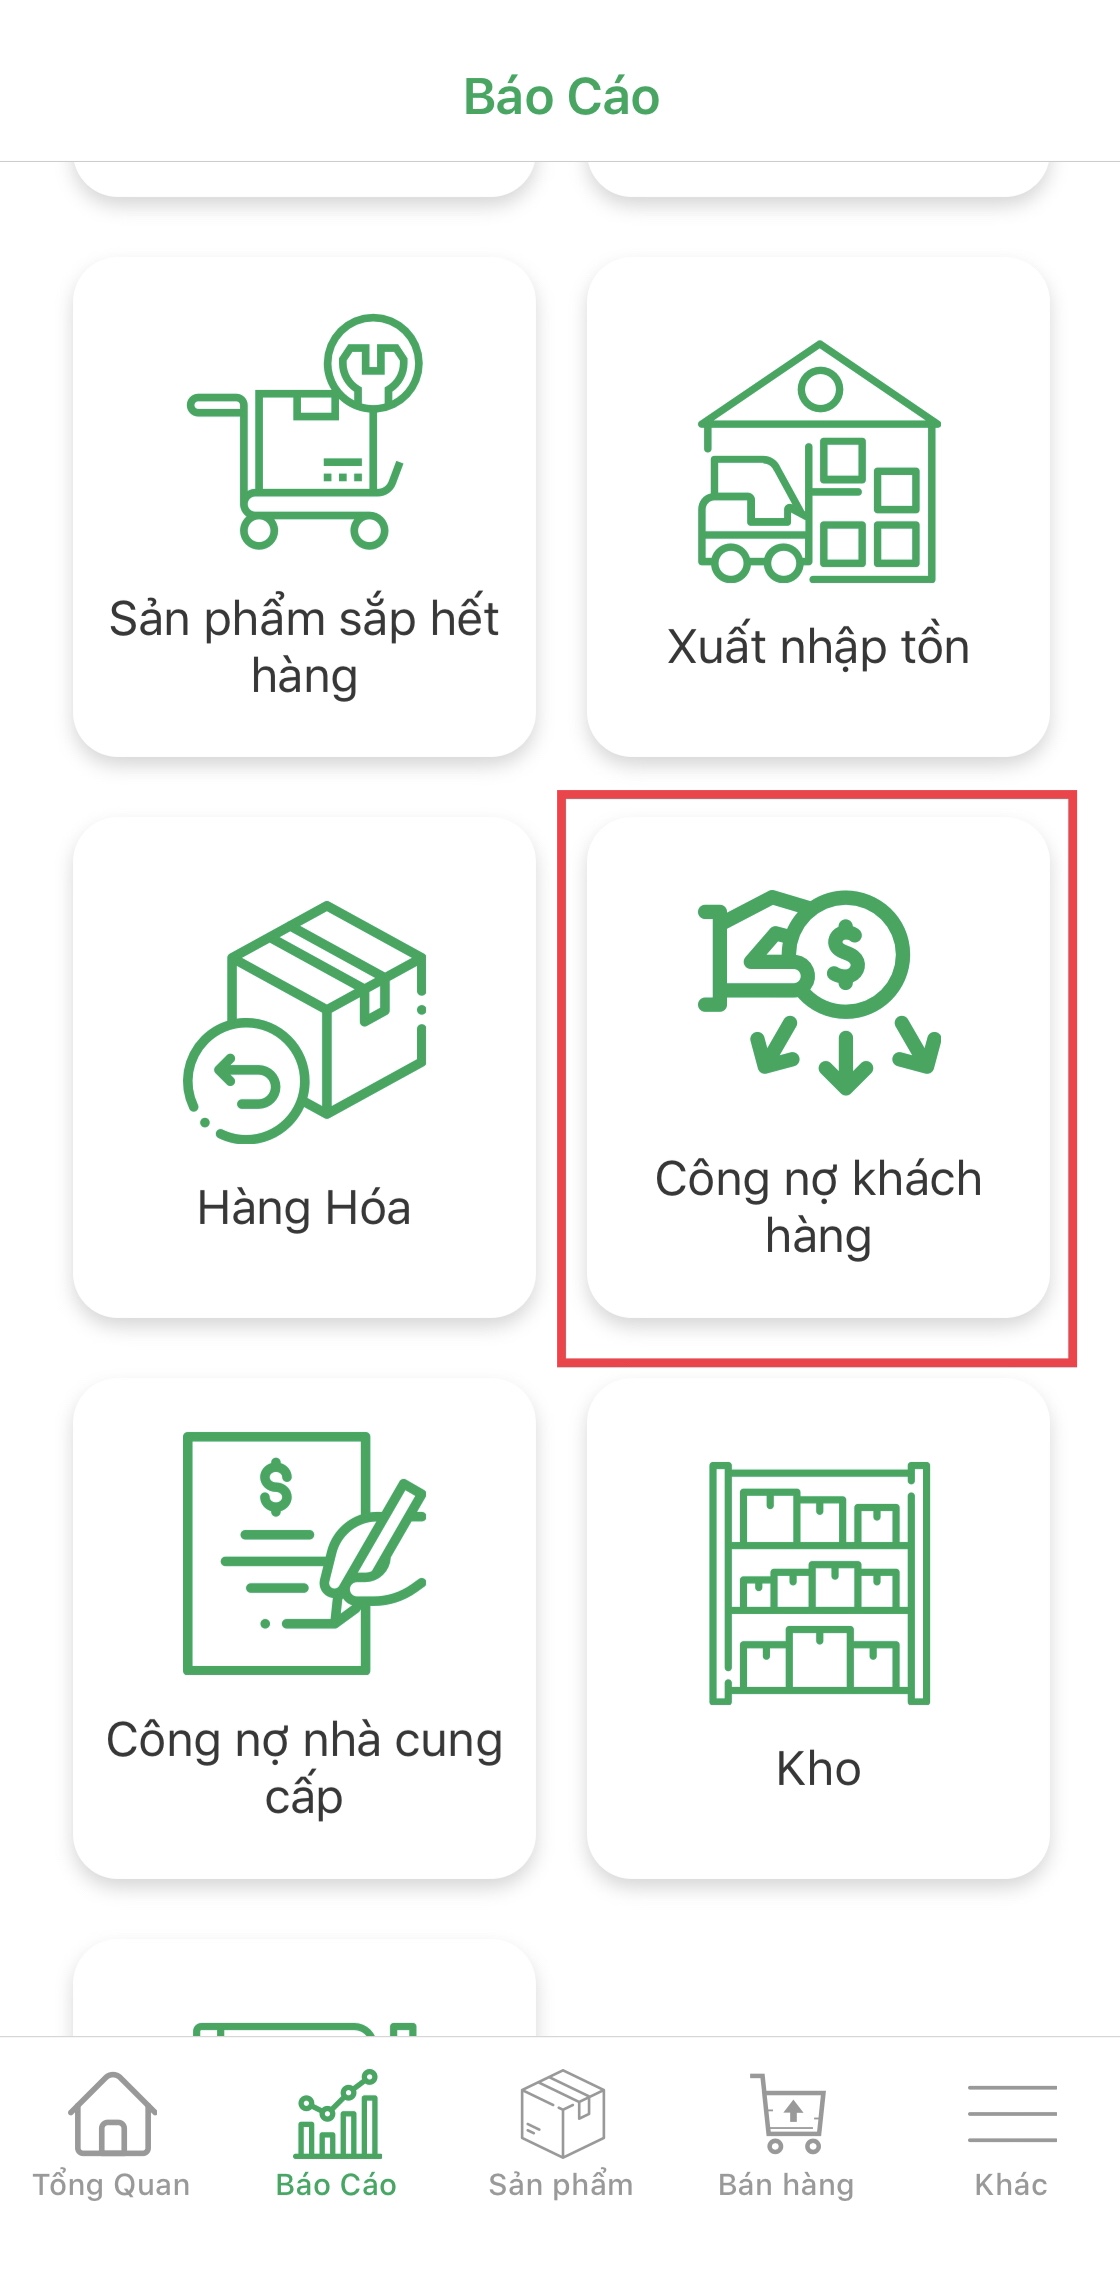 Báo Cáo
Sản phẩm sắp hết
hàng
Xuất nhập tồn
Hàng Hóa
Công nợ khách
hàng
$
Công nợ nhà cung
cấp
$
Kho
Tổng Quan
Báo Cáo
Sản phẩm
Bán hàng
Khác